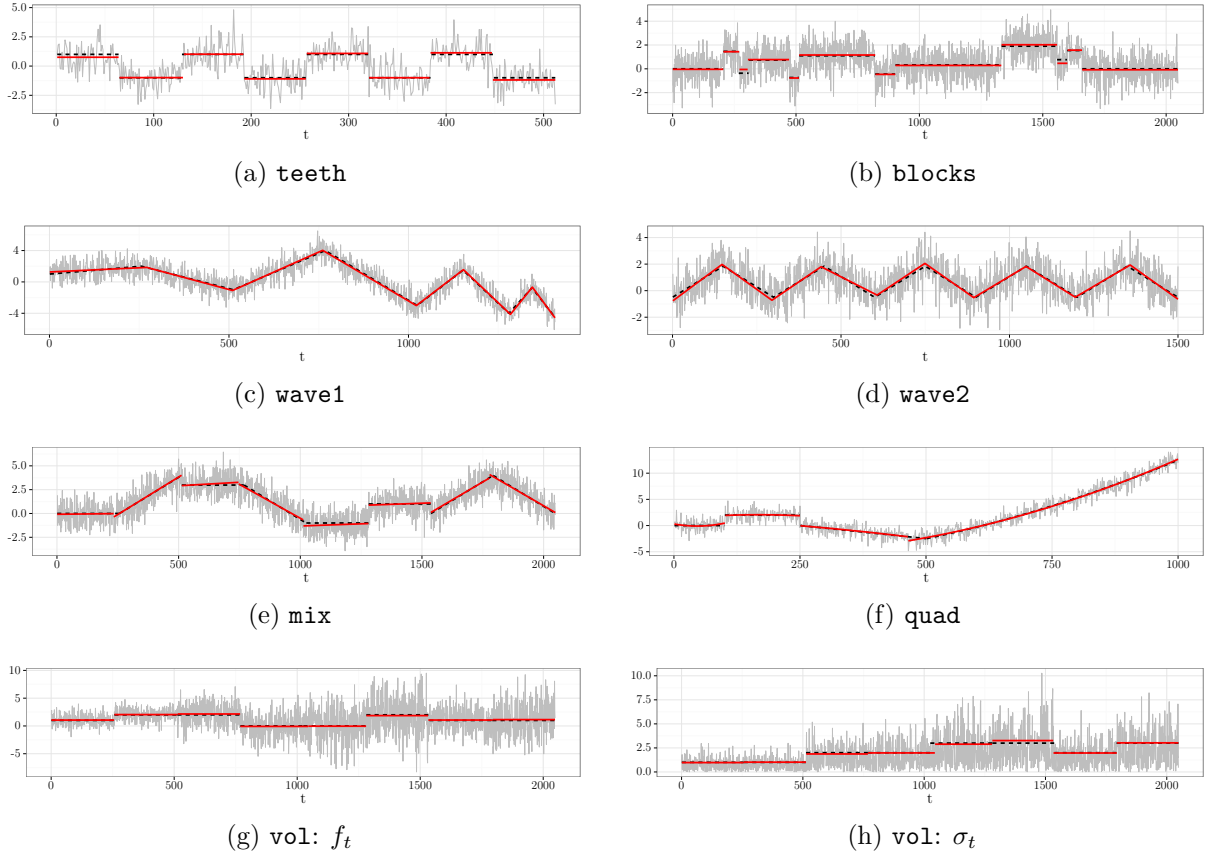 5.0
2.5
0.0
-2.5
0 100 200 300 400 500
t
(a) teeth
4
2
0
-2
0 500 1000 1500 2000
t
(b) blocks
4
0
-4
0 500 1000
t
(c) wave1
4
2
0
-2
0 500 1000 1500
t
(d) wave2
5.0
2.5
0.0
-2.5
0 500 1000 1500 2000
t
(e) mix
10
5
0
-5
0 250 500 750 1000
t
(f) quad
10
5
0
-5
0 500 1000 1500 2000
t
(g) vol: fₜ
10.0
7.5
5.0
2.5
0.0
0 500 1000 1500 2000
t
(h) vol: σₜ